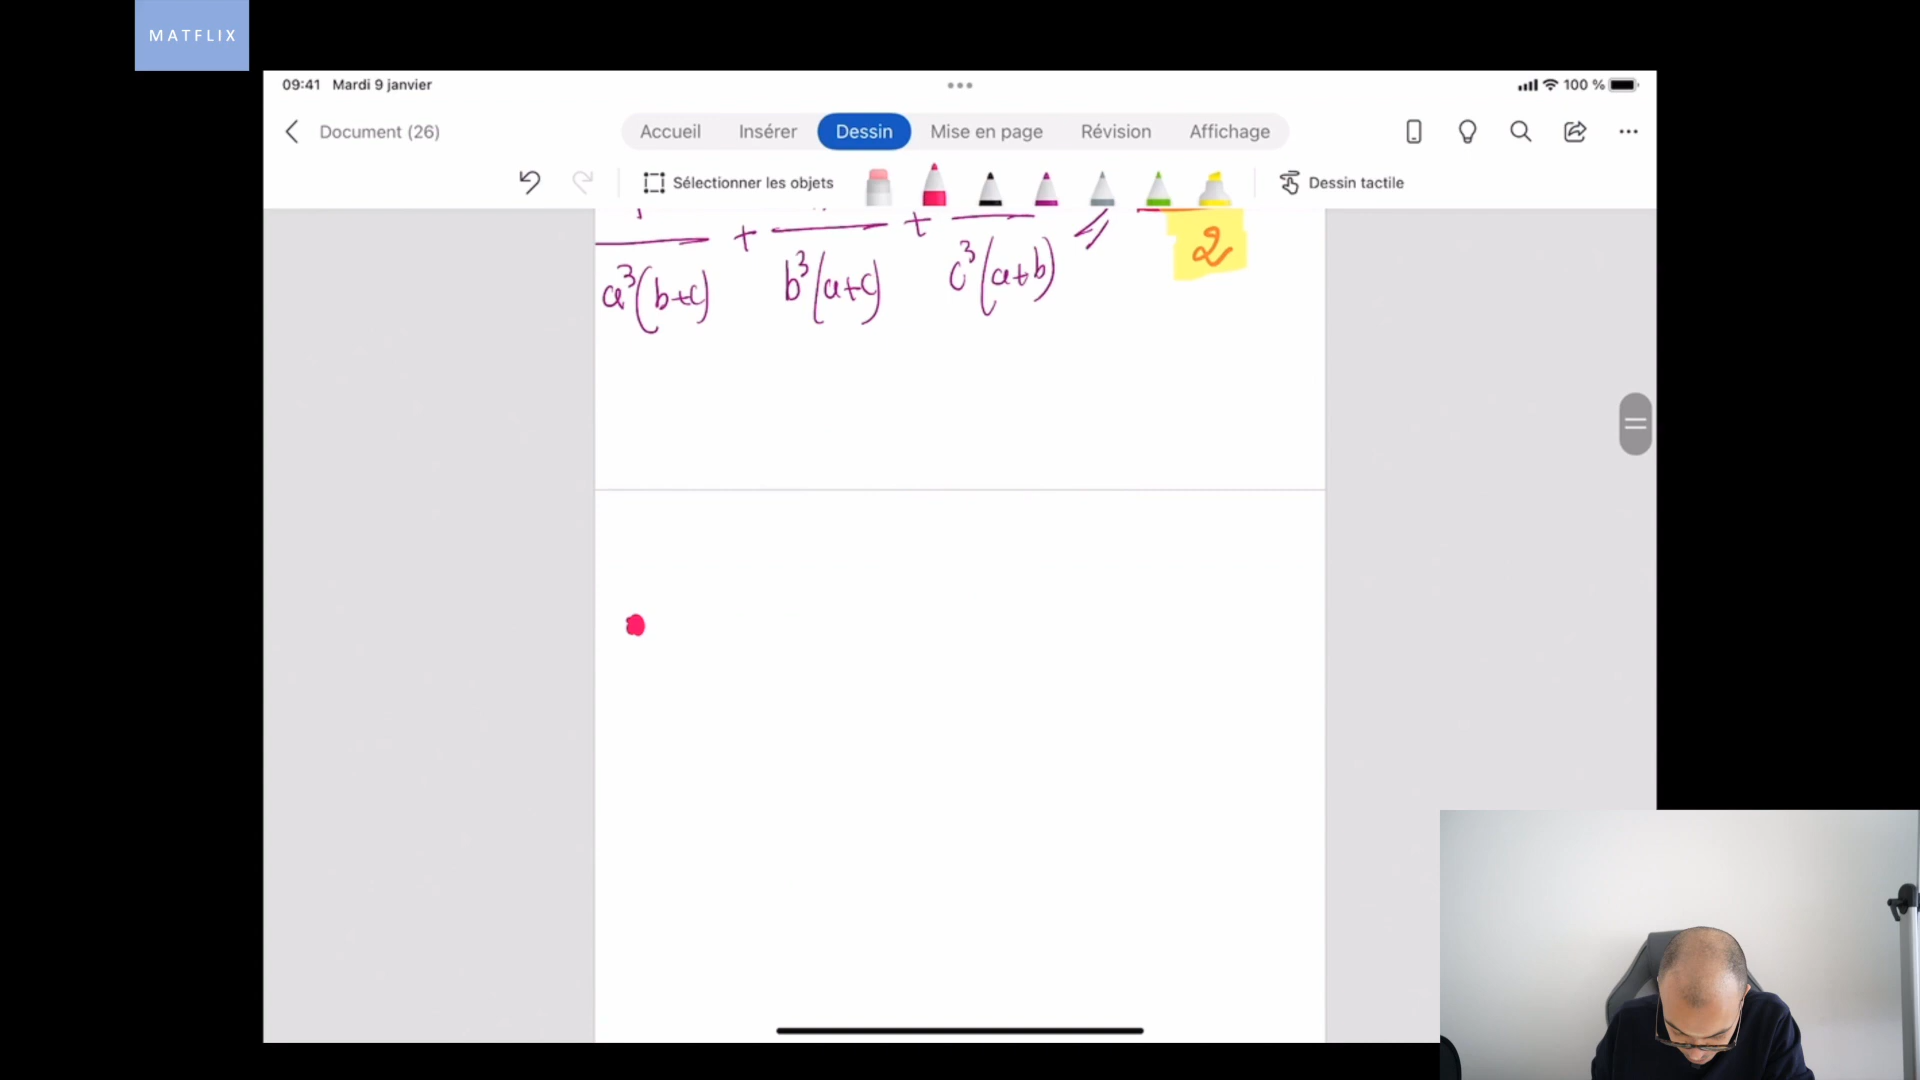 MATFLIX
09:41 Mardi 9 janvier
100 %
Document (26)
Accueil Insérer Dessin Mise en page Révision Affichage
Sélectionner les objets
Dessin tactile
+ +
2
a³(b+c) b³(a+c) c³(a+b)